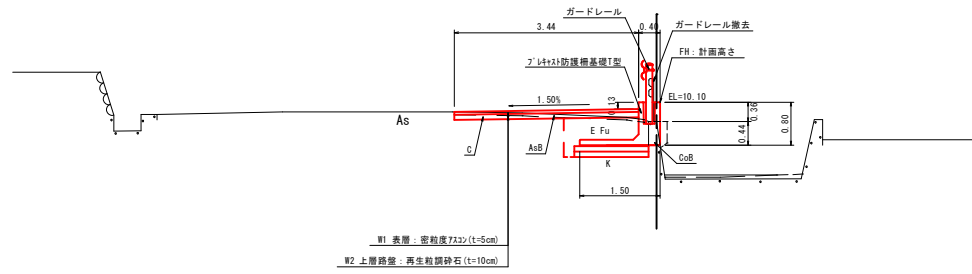 ガードレール
ガードレール撤去
3.44
0.40
FH：計画高さ
プレキャスト防護柵基礎T型
EL=10.10
1.50%
0.13
0.36
0.80
0.44
As
E Fu
C
AsB
CoB
K
1.50
W1 表層：密粒度アスコン(t=5cm)
W2 上層路盤：再生粒調砕石(t=10cm)